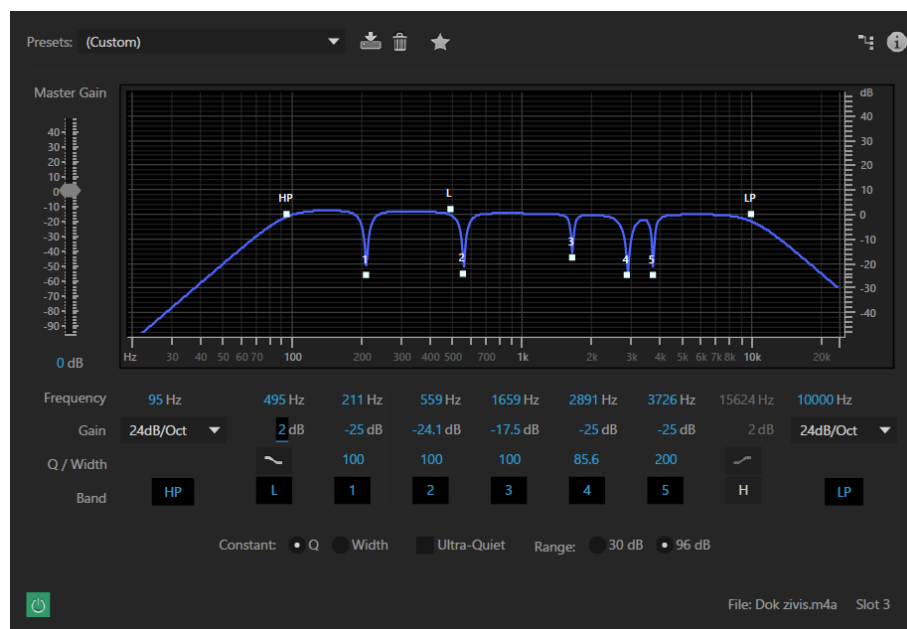 Presets: (Custom)
Master Gain
dB
40
30
20
10
0
-10
-20
-30
-40
-50
-60
-70
-80
-90
0 dB
40
30
20
10
0
-10
-20
-30
-40
HP
L
LP
1
2
3
4
5
Hz 30 40 50 60 70 100 200 300 400 500 700 1k 2k 3k 4k 5k 6k 7k 8k 10k 20k
Frequency 95 Hz 495 Hz 211 Hz 559 Hz 1659 Hz 2891 Hz 3726 Hz 15624 Hz 10000 Hz
Gain 24dB/Oct 2 dB -25 dB -24.1 dB -17.5 dB -25 dB -25 dB 2 dB 24dB/Oct
Q / Width 100 100 100 85.6 200
Band HP L 1 2 3 4 5 H LP
Constant: Q Width Ultra-Quiet Range: 30 dB 96 dB
File: Dok zivis.m4a Slot 3